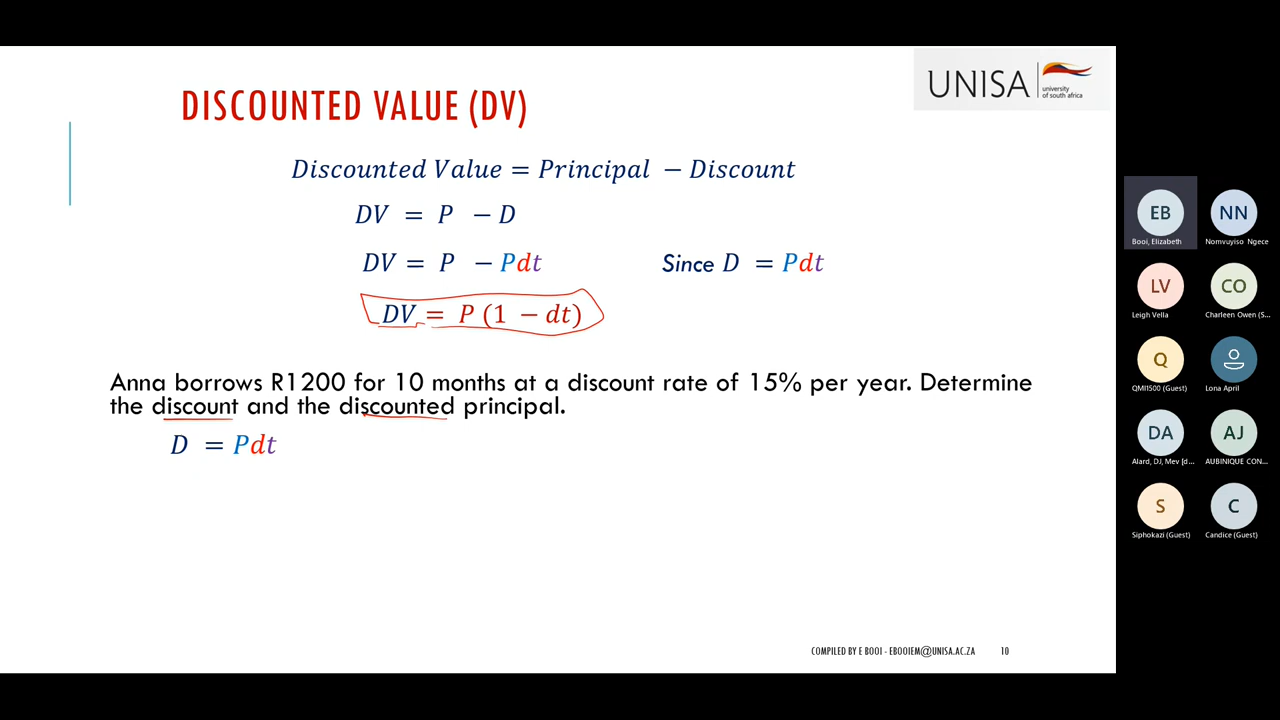 DISCOUNTED VALUE (DV)
UNISA
university
of south africa
Discounted Value = Principal − Discount
DV = P − D
DV = P − Pdt
Since D = Pdt
DV = P (1 − dt)
Anna borrows R1200 for 10 months at a discount rate of 15% per year. Determine
the discount and the discounted principal.
D = Pdt
COMPILED BY E BOOI - EBOOIEM@UNISA.AC.ZA
10
EB
Booi, Elizabeth
NN
Nomvuyiso Ngece
LV
Leigh Vella
CO
Charleen Owen (S...
Q
QMI1500 (Guest)
Lona April
DA
Alard, DJ, Mev [d...
AJ
AUBINIQUE CON...
S
Siphokazi (Guest)
C
Candice (Guest)